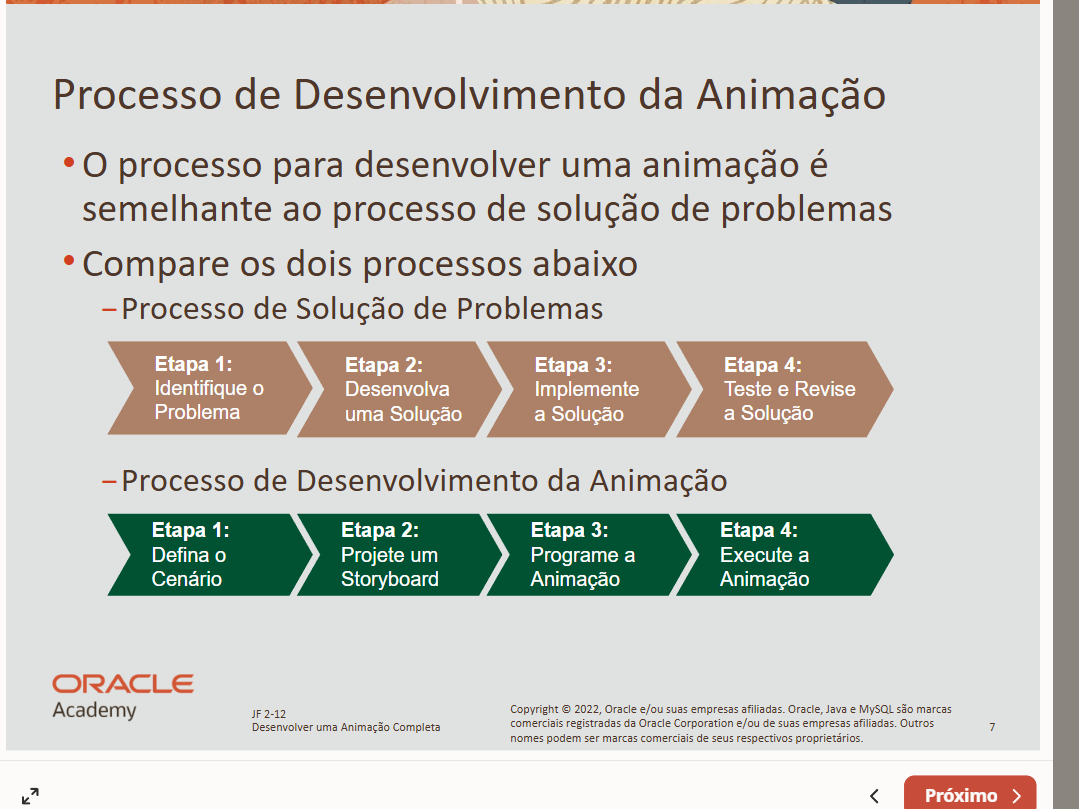 Processo de Desenvolvimento da Animação
• O processo para desenvolver uma animação é
semelhante ao processo de solução de problemas
• Compare os dois processos abaixo
–Processo de Solução de Problemas
Etapa 1:
Identifique o
Problema
Etapa 2:
Desenvolva
uma Solução
Etapa 3:
Implemente
a Solução
Etapa 4:
Teste e Revise
a Solução
–Processo de Desenvolvimento da Animação
Etapa 1:
Defina o
Cenário
Etapa 2:
Projete um
Storyboard
Etapa 3:
Programe a
Animação
Etapa 4:
Execute a
Animação
ORACLE
Academy
JF 2-12
Desenvolver uma Animação Completa
Copyright © 2022, Oracle e/ou suas empresas afiliadas. Oracle, Java e MySQL são marcas
comerciais registradas da Oracle Corporation e/ou de suas empresas afiliadas. Outros
nomes podem ser marcas comerciais de seus respectivos proprietários.
7
Próximo